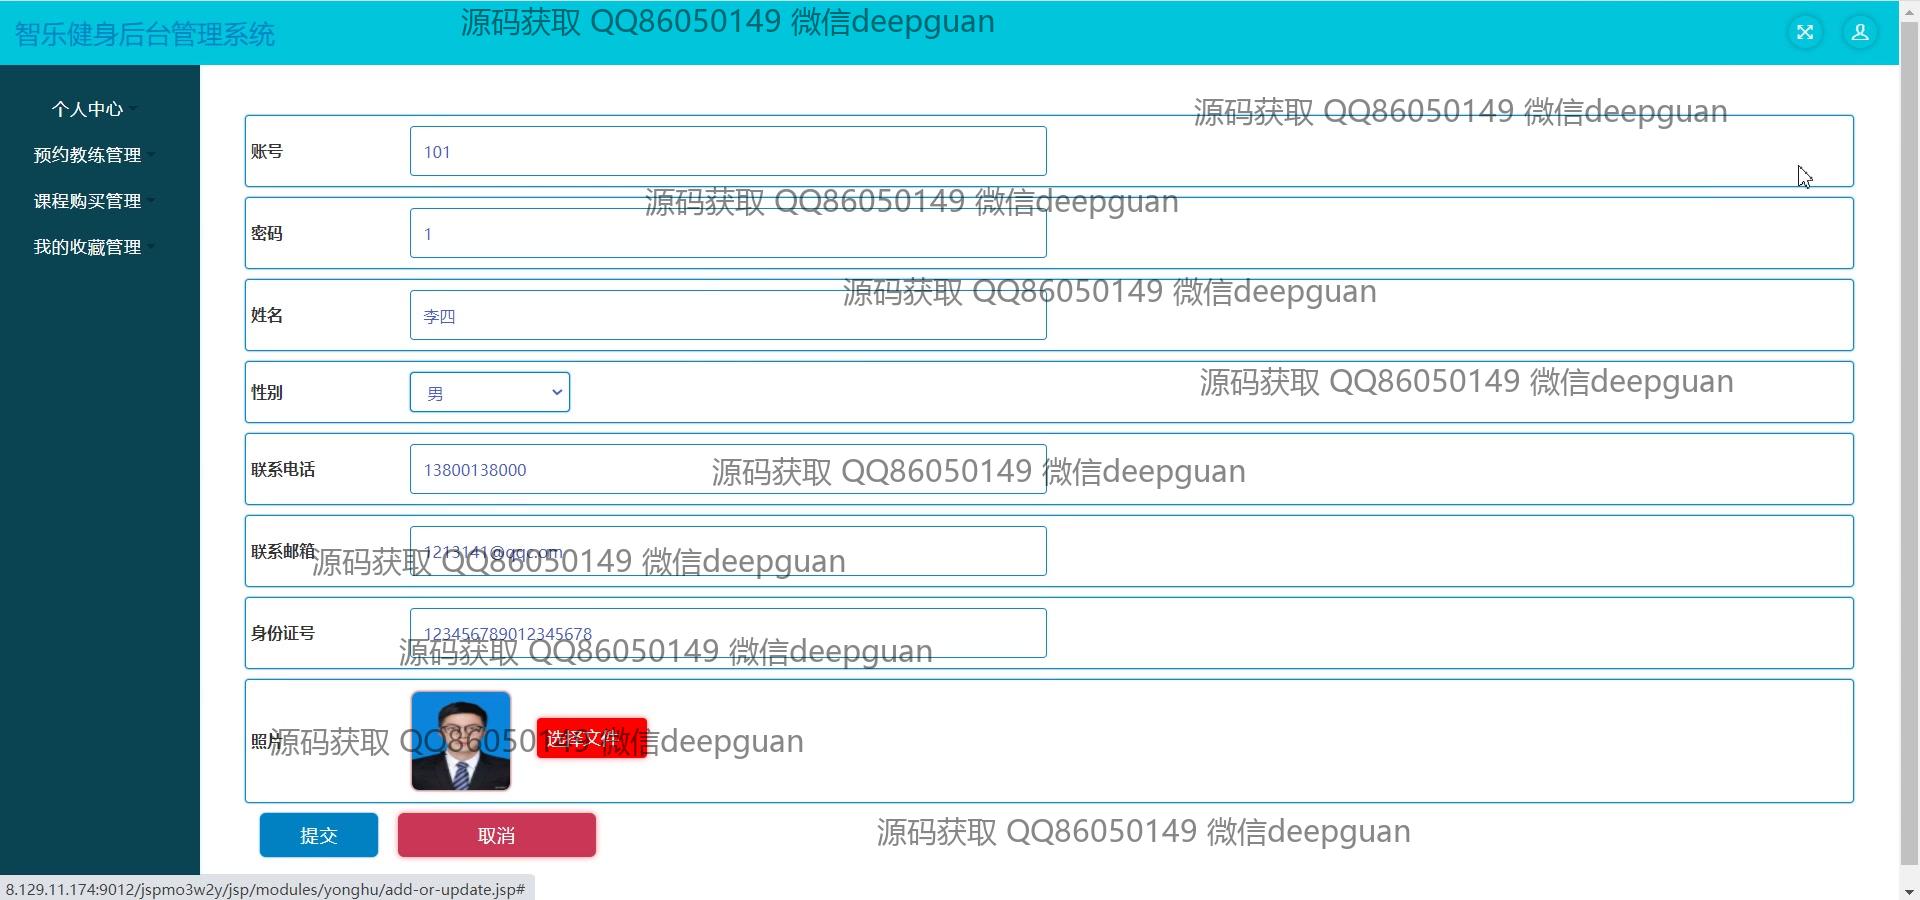 智乐健身后台管理系统
源码获取 QQ86050149 微信deepguan
个人中心
预约教练管理
课程购买管理
我的收藏管理
源码获取 QQ86050149 微信deepguan
账号
101
源码获取 QQ86050149 微信deepguan
密码
1
源码获取 QQ86050149 微信deepguan
姓名
李四
源码获取 QQ86050149 微信deepguan
性别
男
联系电话
13800138000
源码获取 QQ86050149 微信deepguan
联系邮箱
1213141@qqc.om
源码获取 QQ86050149 微信deepguan
身份证号
123456789012345678
源码获取 QQ86050149 微信deepguan
照片
选择文件
源码获取 QQ86050149 微信deepguan
提交
取消
源码获取 QQ86050149 微信deepguan
8.129.11.174:9012/jspmo3w2y/jsp/modules/yonghu/add-or-update.jsp#